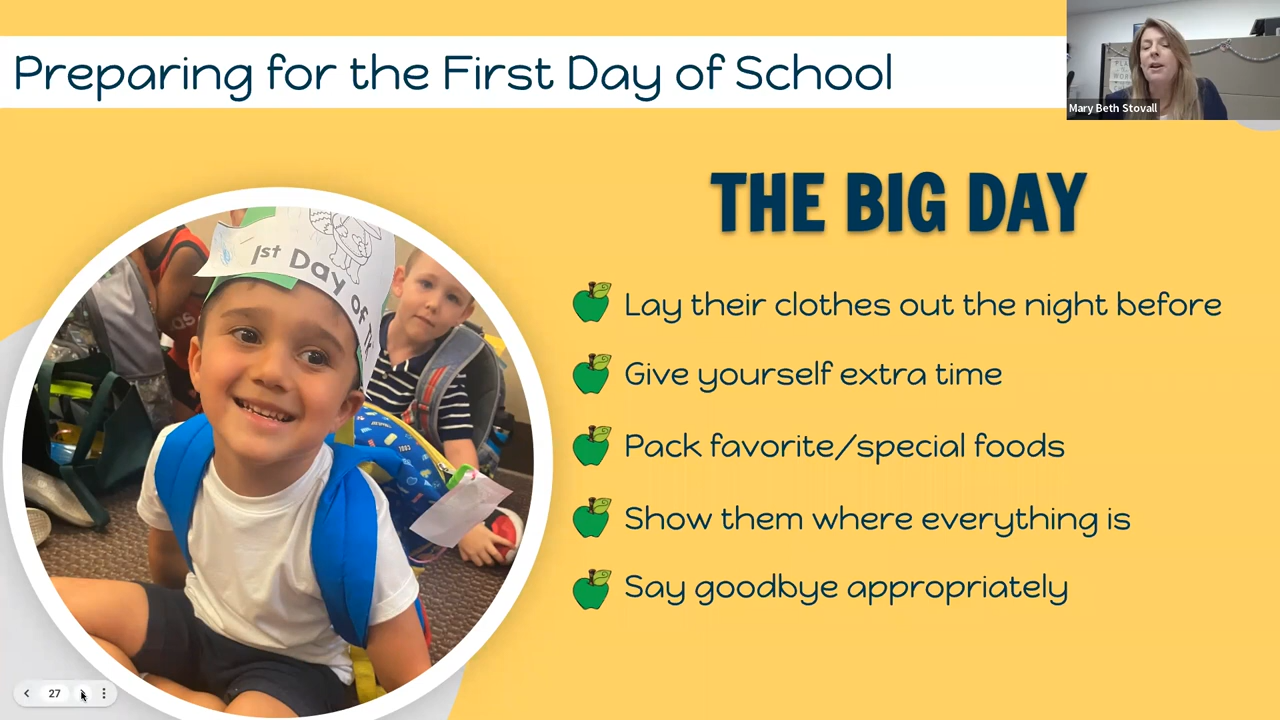 Preparing for the First Day of School
Mary Beth Stovall
THE BIG DAY
Lay their clothes out the night before
Give yourself extra time
Pack favorite/special foods
Show them where everything is
Say goodbye appropriately
1st Day of
27